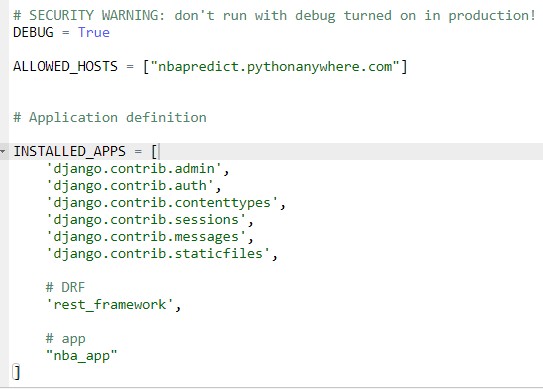 # SECURITY WARNING: don't run with debug turned on in production!
DEBUG = True
ALLOWED_HOSTS = ["nbapredict.pythonanywhere.com"]
# Application definition
INSTALLED_APPS = [
'django.contrib.admin',
'django.contrib.auth',
'django.contrib.contenttypes',
'django.contrib.sessions',
'django.contrib.messages',
'django.contrib.staticfiles',
# DRF
'rest_framework',
# app
"nba_app"
]